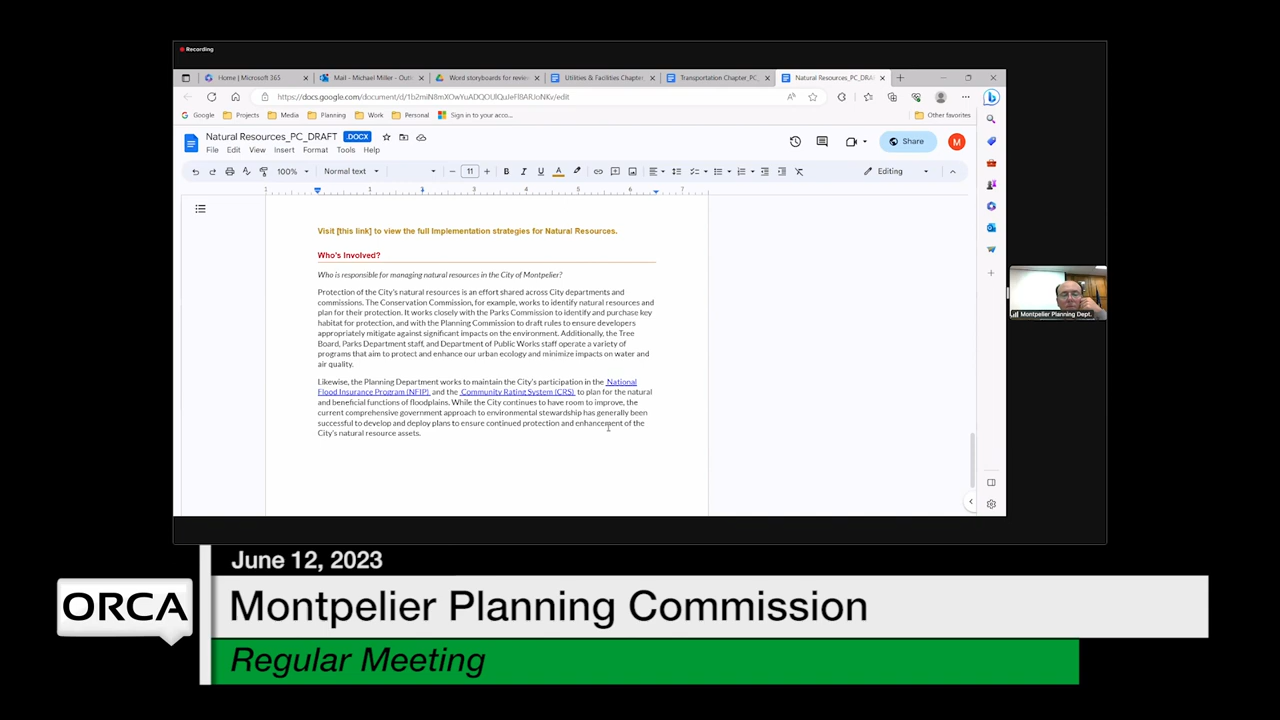 Recording
Home | Microsoft 365
Mail - Michael Miller - Outl
Word storyboards for revie
Utilities & Facilities Chapter
Transportation Chapter_PC_
Natural Resources_PC_DRAF
Google
Projects
Media
Planning
Work
Personal
Sign in to your acco...
Other favorites
Natural Resources_PC_DRAFT
.DOCX
Share
M
File Edit View Insert Format Tools Help
100%
Normal text
11
Editing
1 1 2 3 4 5 6 7
Visit [this link] to view the full Implementation strategies for Natural Resources.
Who's Involved?
Who is responsible for managing natural resources in the City of Montpelier?
Protection of the City's natural resources is an effort shared across City departments and
commissions. The Conservation Commission, for example, works to identify natural resources and
plan for their protection. It works closely with the Parks Commission to identify and purchase key
habitat for protection, and with the Planning Commission to draft rules to ensure developers
appropriately mitigate against significant impacts on the environment. Additionally, the Tree
Board, Parks Department staff, and Department of Public Works staff operate a variety of
programs that aim to protect and enhance our urban ecology and minimize impacts on water and
air quality.
Likewise, the Planning Department works to maintain the City's participation in the National
Flood Insurance Program (NFIP) and the Community Rating System (CRS) to plan for the natural
and beneficial functions of floodplains. While the City continues to have room to improve, the
current comprehensive government approach to environmental stewardship has generally been
successful to develop and deploy plans to ensure continued protection and enhancement of the
City's natural resource assets.
Montpelier Planning Dept.
June 12, 2023
ORCA
Montpelier Planning Commission
Regular Meeting